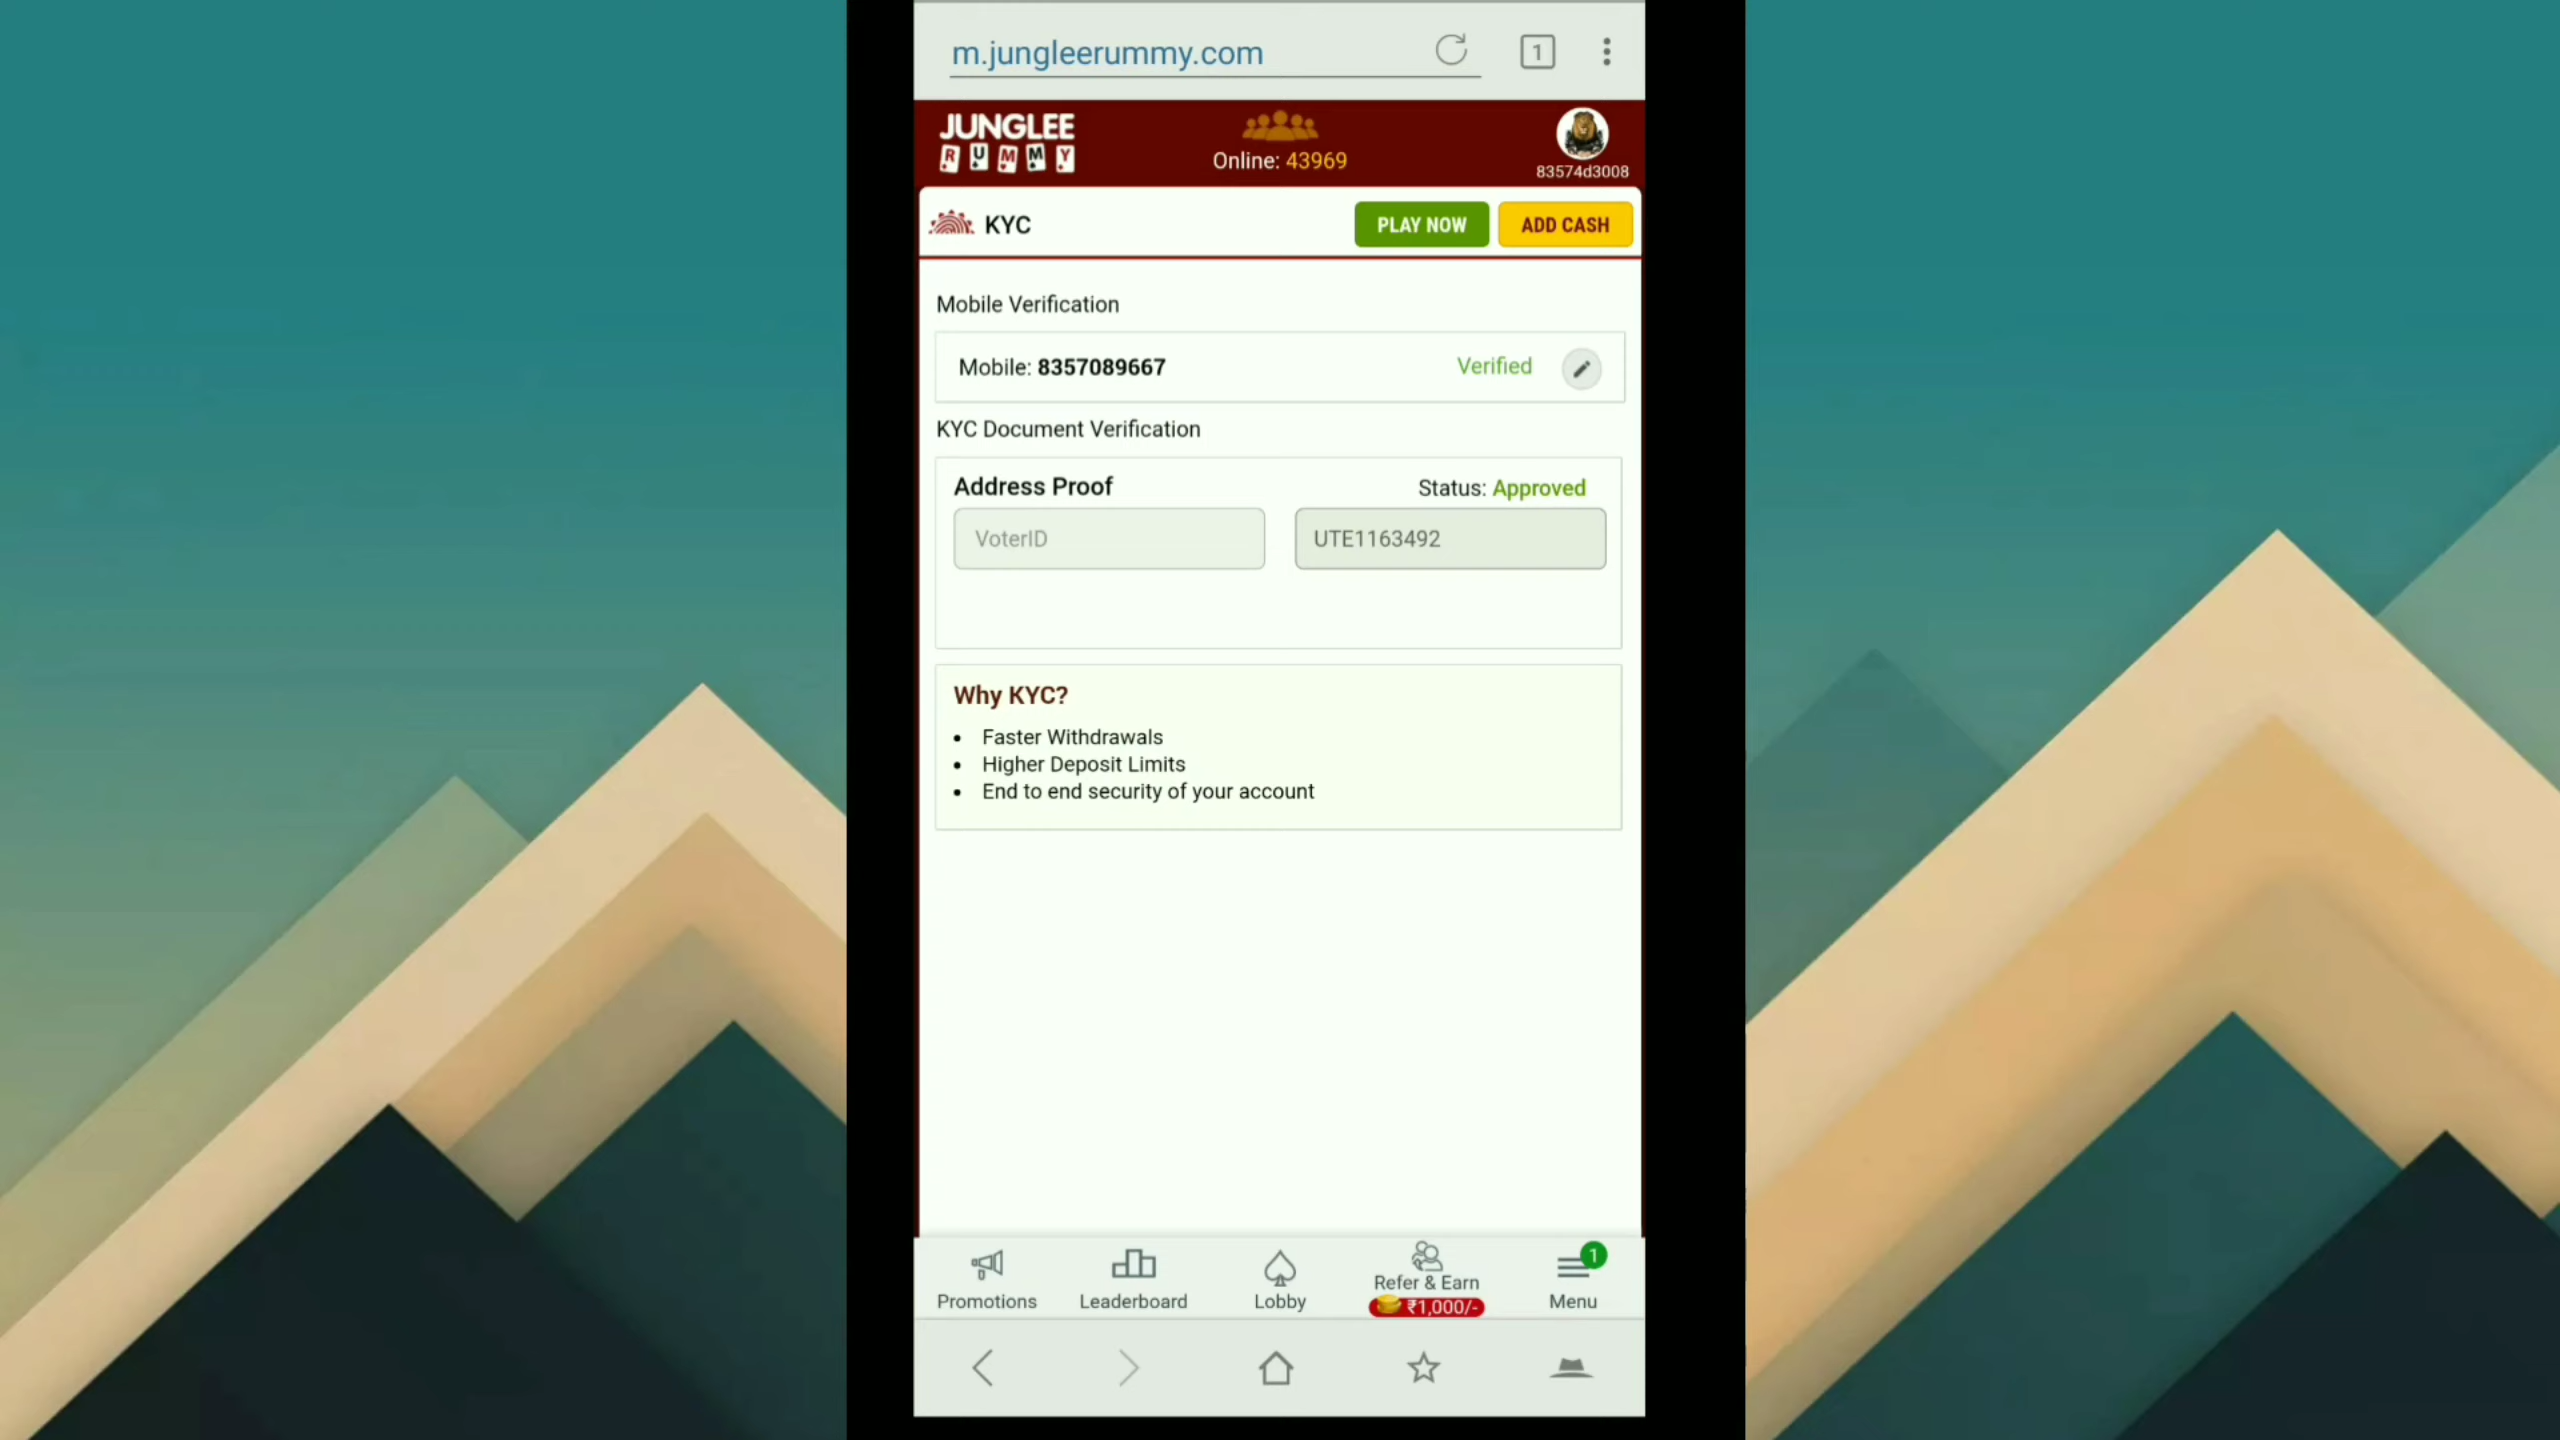 m.jungleerummy.com
1
JUNGLEE
RUMMY
Online: 43969
83574d3008
KYC
PLAY NOW
ADD CASH
Mobile Verification
Mobile: 8357089667
Verified
KYC Document Verification
Address Proof
Status: Approved
VoterID
UTE1163492
Why KYC?
• Faster Withdrawals
• Higher Deposit Limits
• End to end security of your account
Promotions
Leaderboard
Lobby
Refer & Earn
₹1,000/-
1
Menu